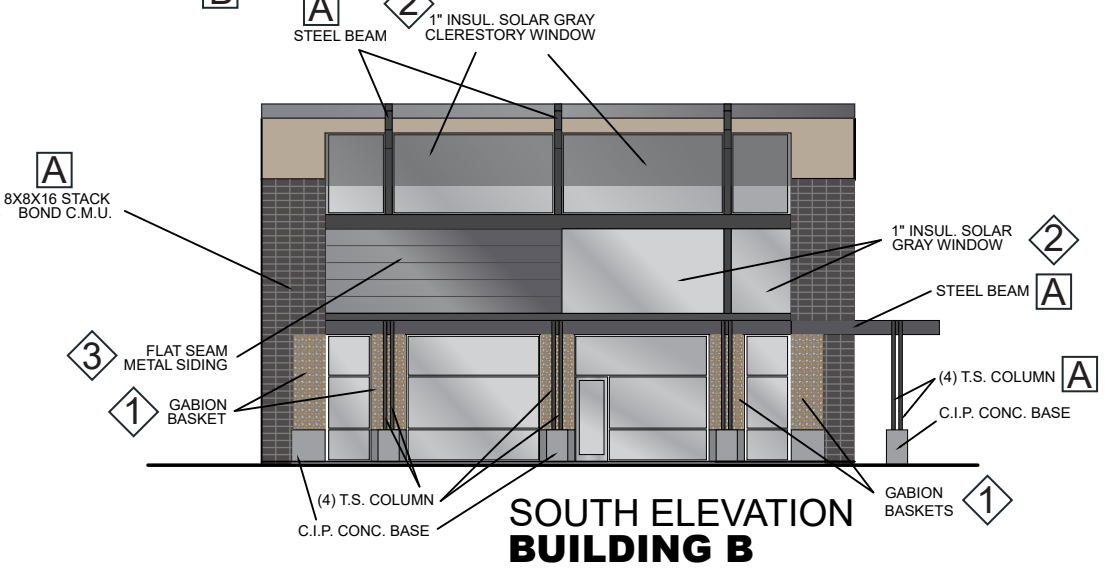 B
A
2
STEEL BEAM
1" INSUL. SOLAR GRAY
CLERESTORY WINDOW
A
8X8X16 STACK
BOND C.M.U.
1" INSUL. SOLAR
GRAY WINDOW
2
STEEL BEAM
A
3
FLAT SEAM
METAL SIDING
(4) T.S. COLUMN
A
1
GABION
BASKET
C.I.P. CONC. BASE
(4) T.S. COLUMN
C.I.P. CONC. BASE
GABION
BASKETS
1
SOUTH ELEVATION
BUILDING B